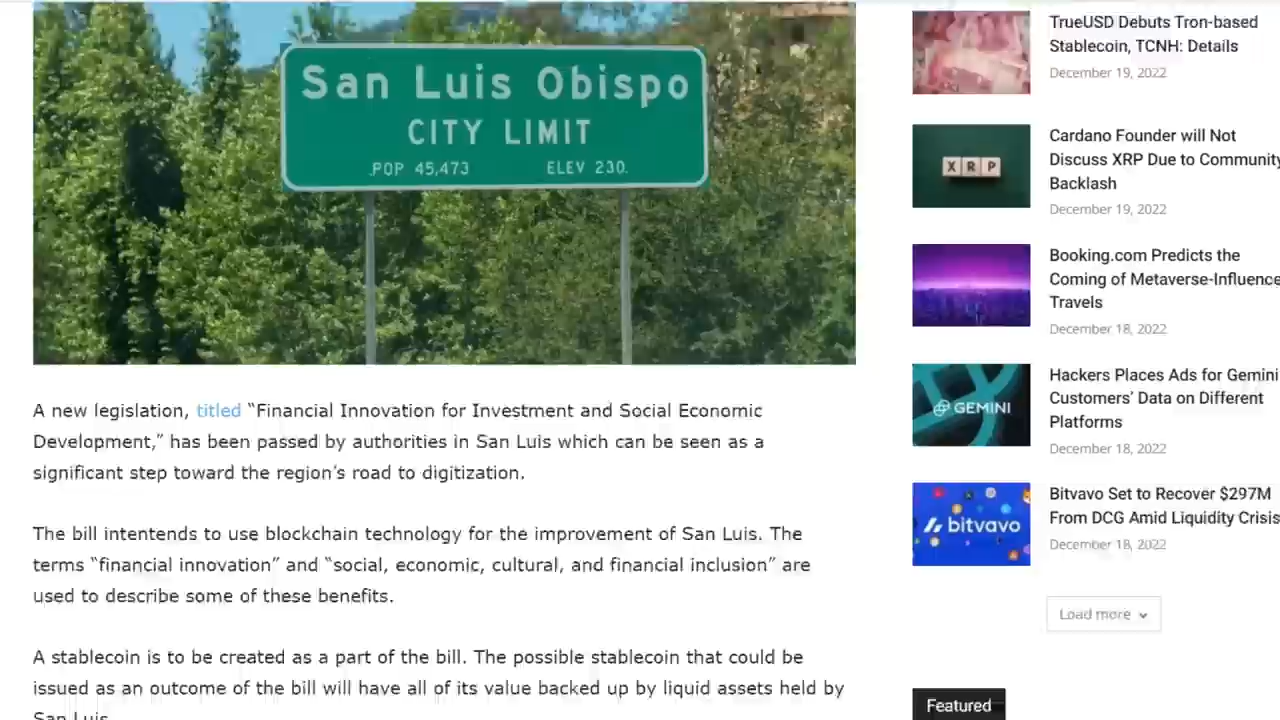 San Luis Obispo
CITY LIMIT
POP 45,473 ELEV 230
A new legislation, titled “Financial Innovation for Investment and Social Economic
Development,” has been passed by authorities in San Luis which can be seen as a
significant step toward the region’s road to digitization.
The bill intentends to use blockchain technology for the improvement of San Luis. The
terms “financial innovation” and “social, economic, cultural, and financial inclusion” are
used to describe some of these benefits.
A stablecoin is to be created as a part of the bill. The possible stablecoin that could be
issued as an outcome of the bill will have all of its value backed up by liquid assets held by
San Luis.
TrueUSD Debuts Tron-based
Stablecoin, TCNH: Details
December 19, 2022
XRP
Cardano Founder will Not
Discuss XRP Due to Community
Backlash
December 19, 2022
Booking.com Predicts the
Coming of Metaverse-Influence
Travels
December 18, 2022
GEMINI
Hackers Places Ads for Gemini
Customers’ Data on Different
Platforms
December 18, 2022
bitvavo
Bitvavo Set to Recover $297M
From DCG Amid Liquidity Crisis
December 18, 2022
Load more
Featured